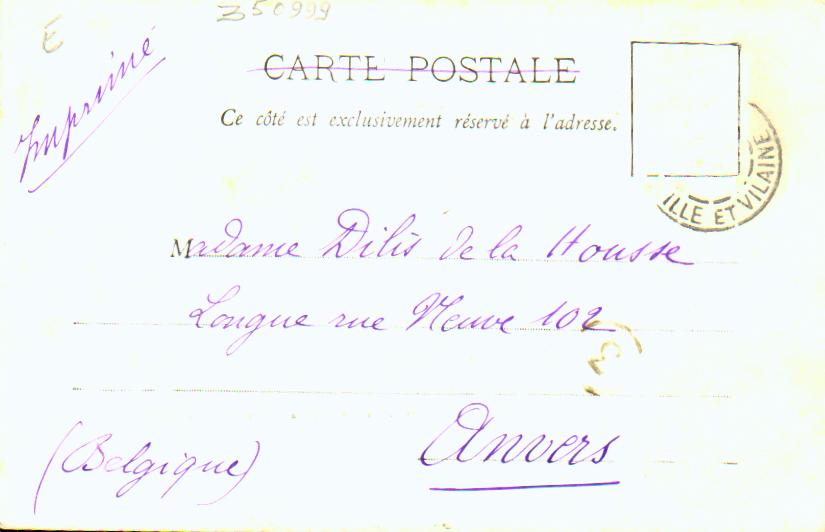 E
350999
Imprimé
CARTE POSTALE
Ce côté est exclusivement réservé à l'adresse.
ILLE ET VILAINE
Madame Dilis de la Housse
Longue rue Neuve 102
3
(Belgique)
Anvers